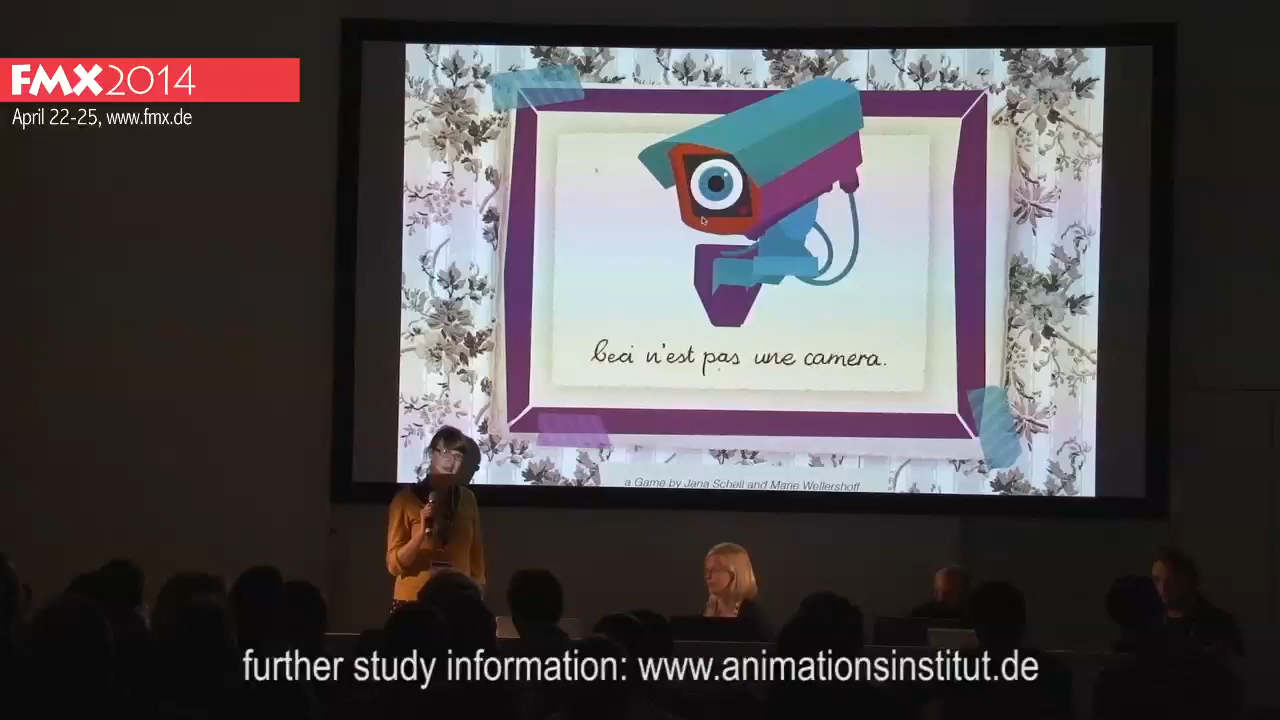 FMX2014
April 22-25, www.fmx.de
Ceci n'est pas une camera.
a Game by Jana Schell and Marie Wellershoff
further study information: www.animationsinstitut.de